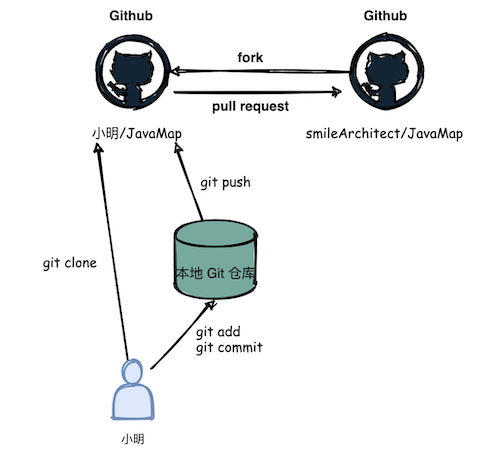 Github
Github
fork
pull request
小明/JavaMap
smileArchitect/JavaMap
git push
git clone
本地 Git 仓库
git add
git commit
小明